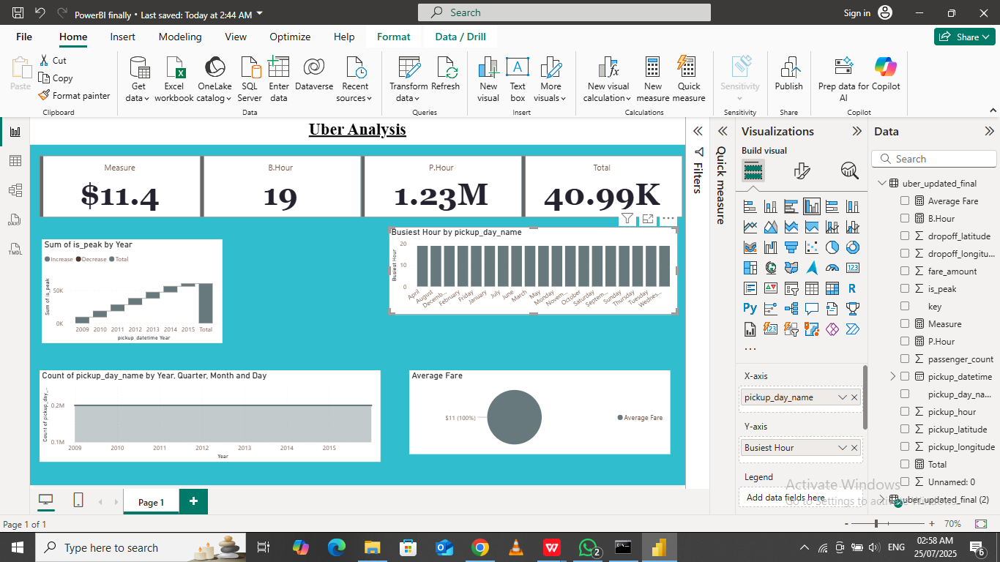 PowerBI finally • Last saved: Today at 2:44 AM
Search
Sign in
File Home Insert Modeling View Optimize Help Format Data / Drill
Share
Paste
Cut
Copy
Format painter
Clipboard
Get data
Excel workbook
OneLake catalog
SQL Server
Enter data
Dataverse
Recent sources
Data
Transform data
Refresh
Queries
New visual
Text box
More visuals
Insert
New visual calculation
New measure
Quick measure
Calculations
Sensitivity
Sensitivity
Publish
Share
Prep data for AI
Copilot
Copilot
DAX
TMDL
Uber Analysis
Measure
$11.4
B.Hour
19
P.Hour
1.23M
Total
40.99K
Sum of is_peak by Year
Increase Decrease Total
Sum of is_peak
50K
0K
2009 2010 2011 2012 2013 2014 2015 Total
pickup_datetime Year
Busiest Hour by pickup_day_name
Busiest Hour
20
10
0
April August Decemb... February Friday January July June March May Monday Novem... October Saturday Septem... Sunday Thursday Tuesday Wednes...
Count of pickup_day_name by Year, Quarter, Month and Day
Count of pickup_day_...
0.2M
0.1M
2009 2010 2011 2012 2013 2014 2015
Year
Average Fare
$11 (100%)
Average Fare
Filters
Quick measure
Visualizations
Build visual
123
R
Py
123
...
X-axis
pickup_day_name
Y-axis
Busiest Hour
Legend
Add data fields here
Data
Search
uber_updated_final
Average Fare
B.Hour
dropoff_latitude
dropoff_longitu...
fare_amount
is_peak
key
Measure
P.Hour
passenger_count
pickup_datetime
pickup_day_na...
pickup_hour
pickup_latitude
pickup_longitude
Total
Unnamed: 0
uber_updated_final (2)
Activate Windows
Go to Settings to activate Windows.
Page 1
Page 1 of 1
- + 70%
Type here to search
W
2
ENG
02:58 AM
25/07/2025
6